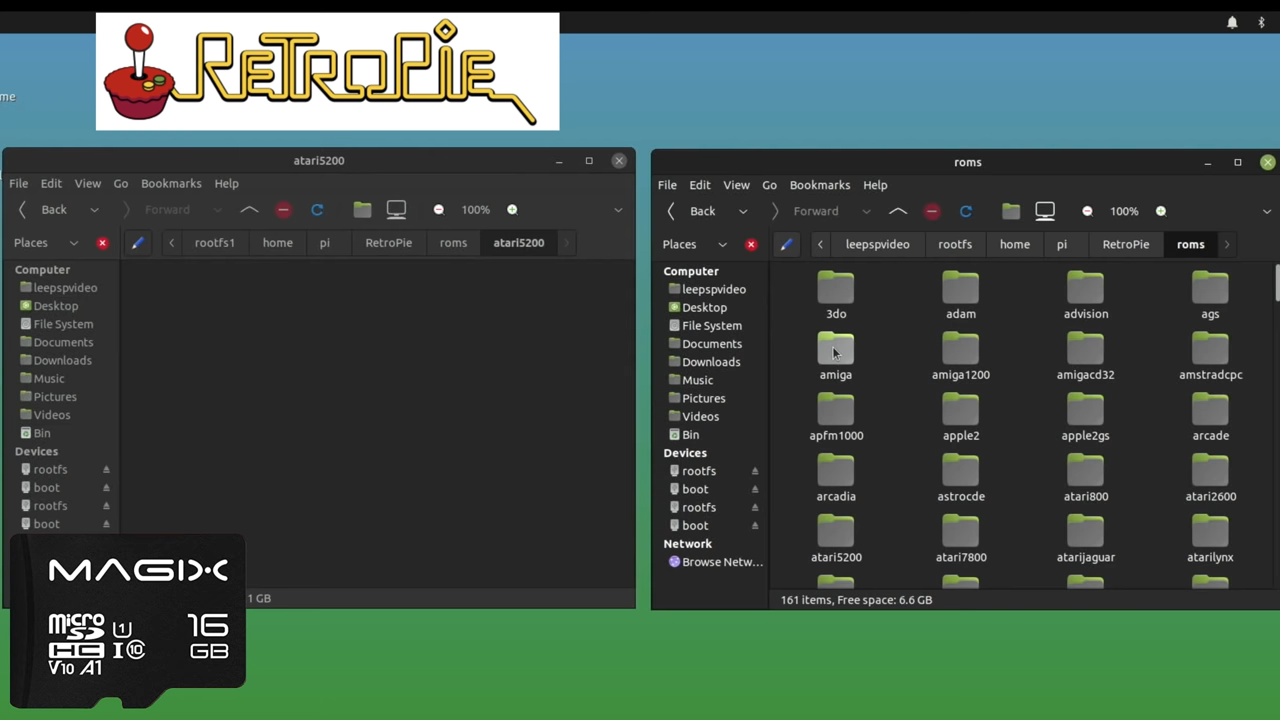 RETROPIE
me
atari5200
File Edit View Go Bookmarks Help
Back Forward 100%
Places rootfs1 home pi RetroPie roms atari5200
Computer
leepspvideo
Desktop
File System
Documents
Downloads
Music
Pictures
Videos
Bin
Devices
rootfs
boot
rootfs
boot
1 GB
MAGIX
micro SD HC U1 I C10 16
V10 A1 GB
roms
File Edit View Go Bookmarks Help
Back Forward 100%
Places leepspvideo rootfs home pi RetroPie roms
Computer
leepspvideo
Desktop
File System
Documents
Downloads
Music
Pictures
Videos
Bin
Devices
rootfs
boot
rootfs
boot
Network
Browse Netw...
3do adam advision ags
amiga amiga1200 amigacd32 amstradcpc
apfm1000 apple2 apple2gs arcade
arcadia astrocde atari800 atari2600
atari5200 atari7800 atarijaguar atarilynx
161 items, Free space: 6.6 GB